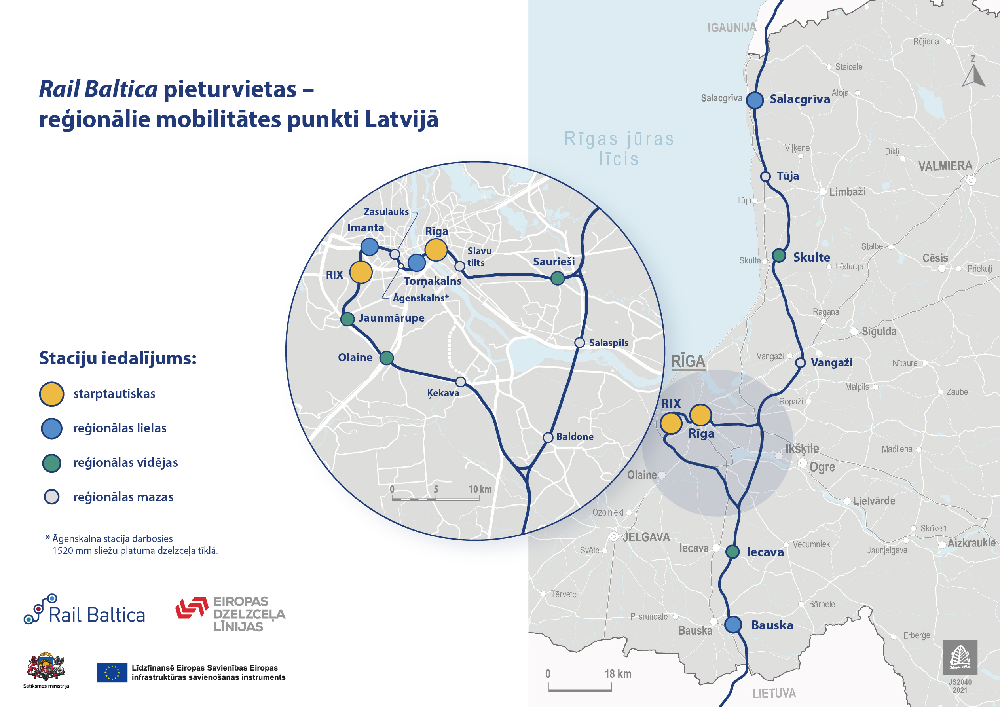 Rail Baltica pieturvietas –
reģionālie mobilitātes punkti Latvijā
Staciju iedalījums:
starptautiskas
reģionālas lielas
reģionālas vidējas
reģionālas mazas
* Āgenskalna stacija darbosies
1520 mm sliežu platuma dzelzceļa tīklā.
Rail Baltica
EIROPAS
DZELZCEĻA
LĪNIJAS
Satiksmes ministrija
Līdzfinansē Eiropas Savienības Eiropas
infrastruktūras savienošanas instruments
Zasulauks
Imanta
Rīga
Slāvu
tilts
Saurieši
RIX
Torņakalns
Āgenskalns*
Jaunmārupe
Olaine
Salaspils
Ķekava
Baldone
0 5 10 km
IGAUNIJA
Rūjiena
Z
Staicele
Salacgrīva
Salacgrīva
Aloja
Rīgas jūras
līcis
Viļķene
Dikļi
VALMIERA
Tūja
Limbaži
Tūja
Stalbe
Cēsis
Skulte
Skulte
Lēdurga
Priekuļi
Ragana
Sigulda
Vangaži
Vangaži
Nītaure
RĪGA
Mālpils
Zaube
Ropaži
RIX
Rīga
Ikšķile
Madliena
Ogre
Olaine
Lielvārde
Ozolnieki
Skrīveri
JELGAVA
Iecava
Iecava
Vecumnieki
Jaunjelgava
Aizkraukle
Svēte
Tērvete
Bārbele
Pilsrundāle
Bauska
Bauska
Ērberģe
0 18 km
LIETUVA
Jāņa sēta
JS2040
2021